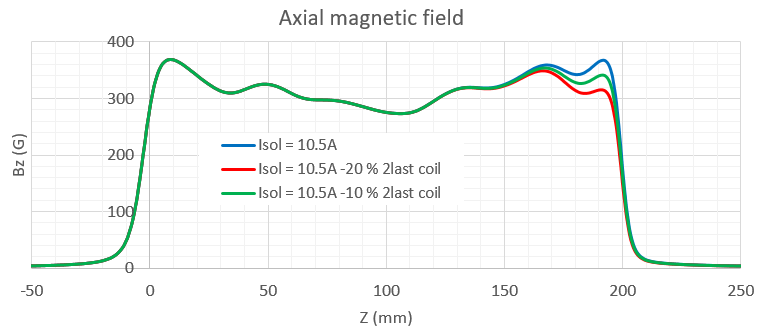 Axial magnetic field
400
300
200
100
0
Bz (G)
Isol = 10.5A
Isol = 10.5A -20 % 2last coil
Isol = 10.5A -10 % 2last coil
-50 0 50 100 150 200 250
Z (mm)